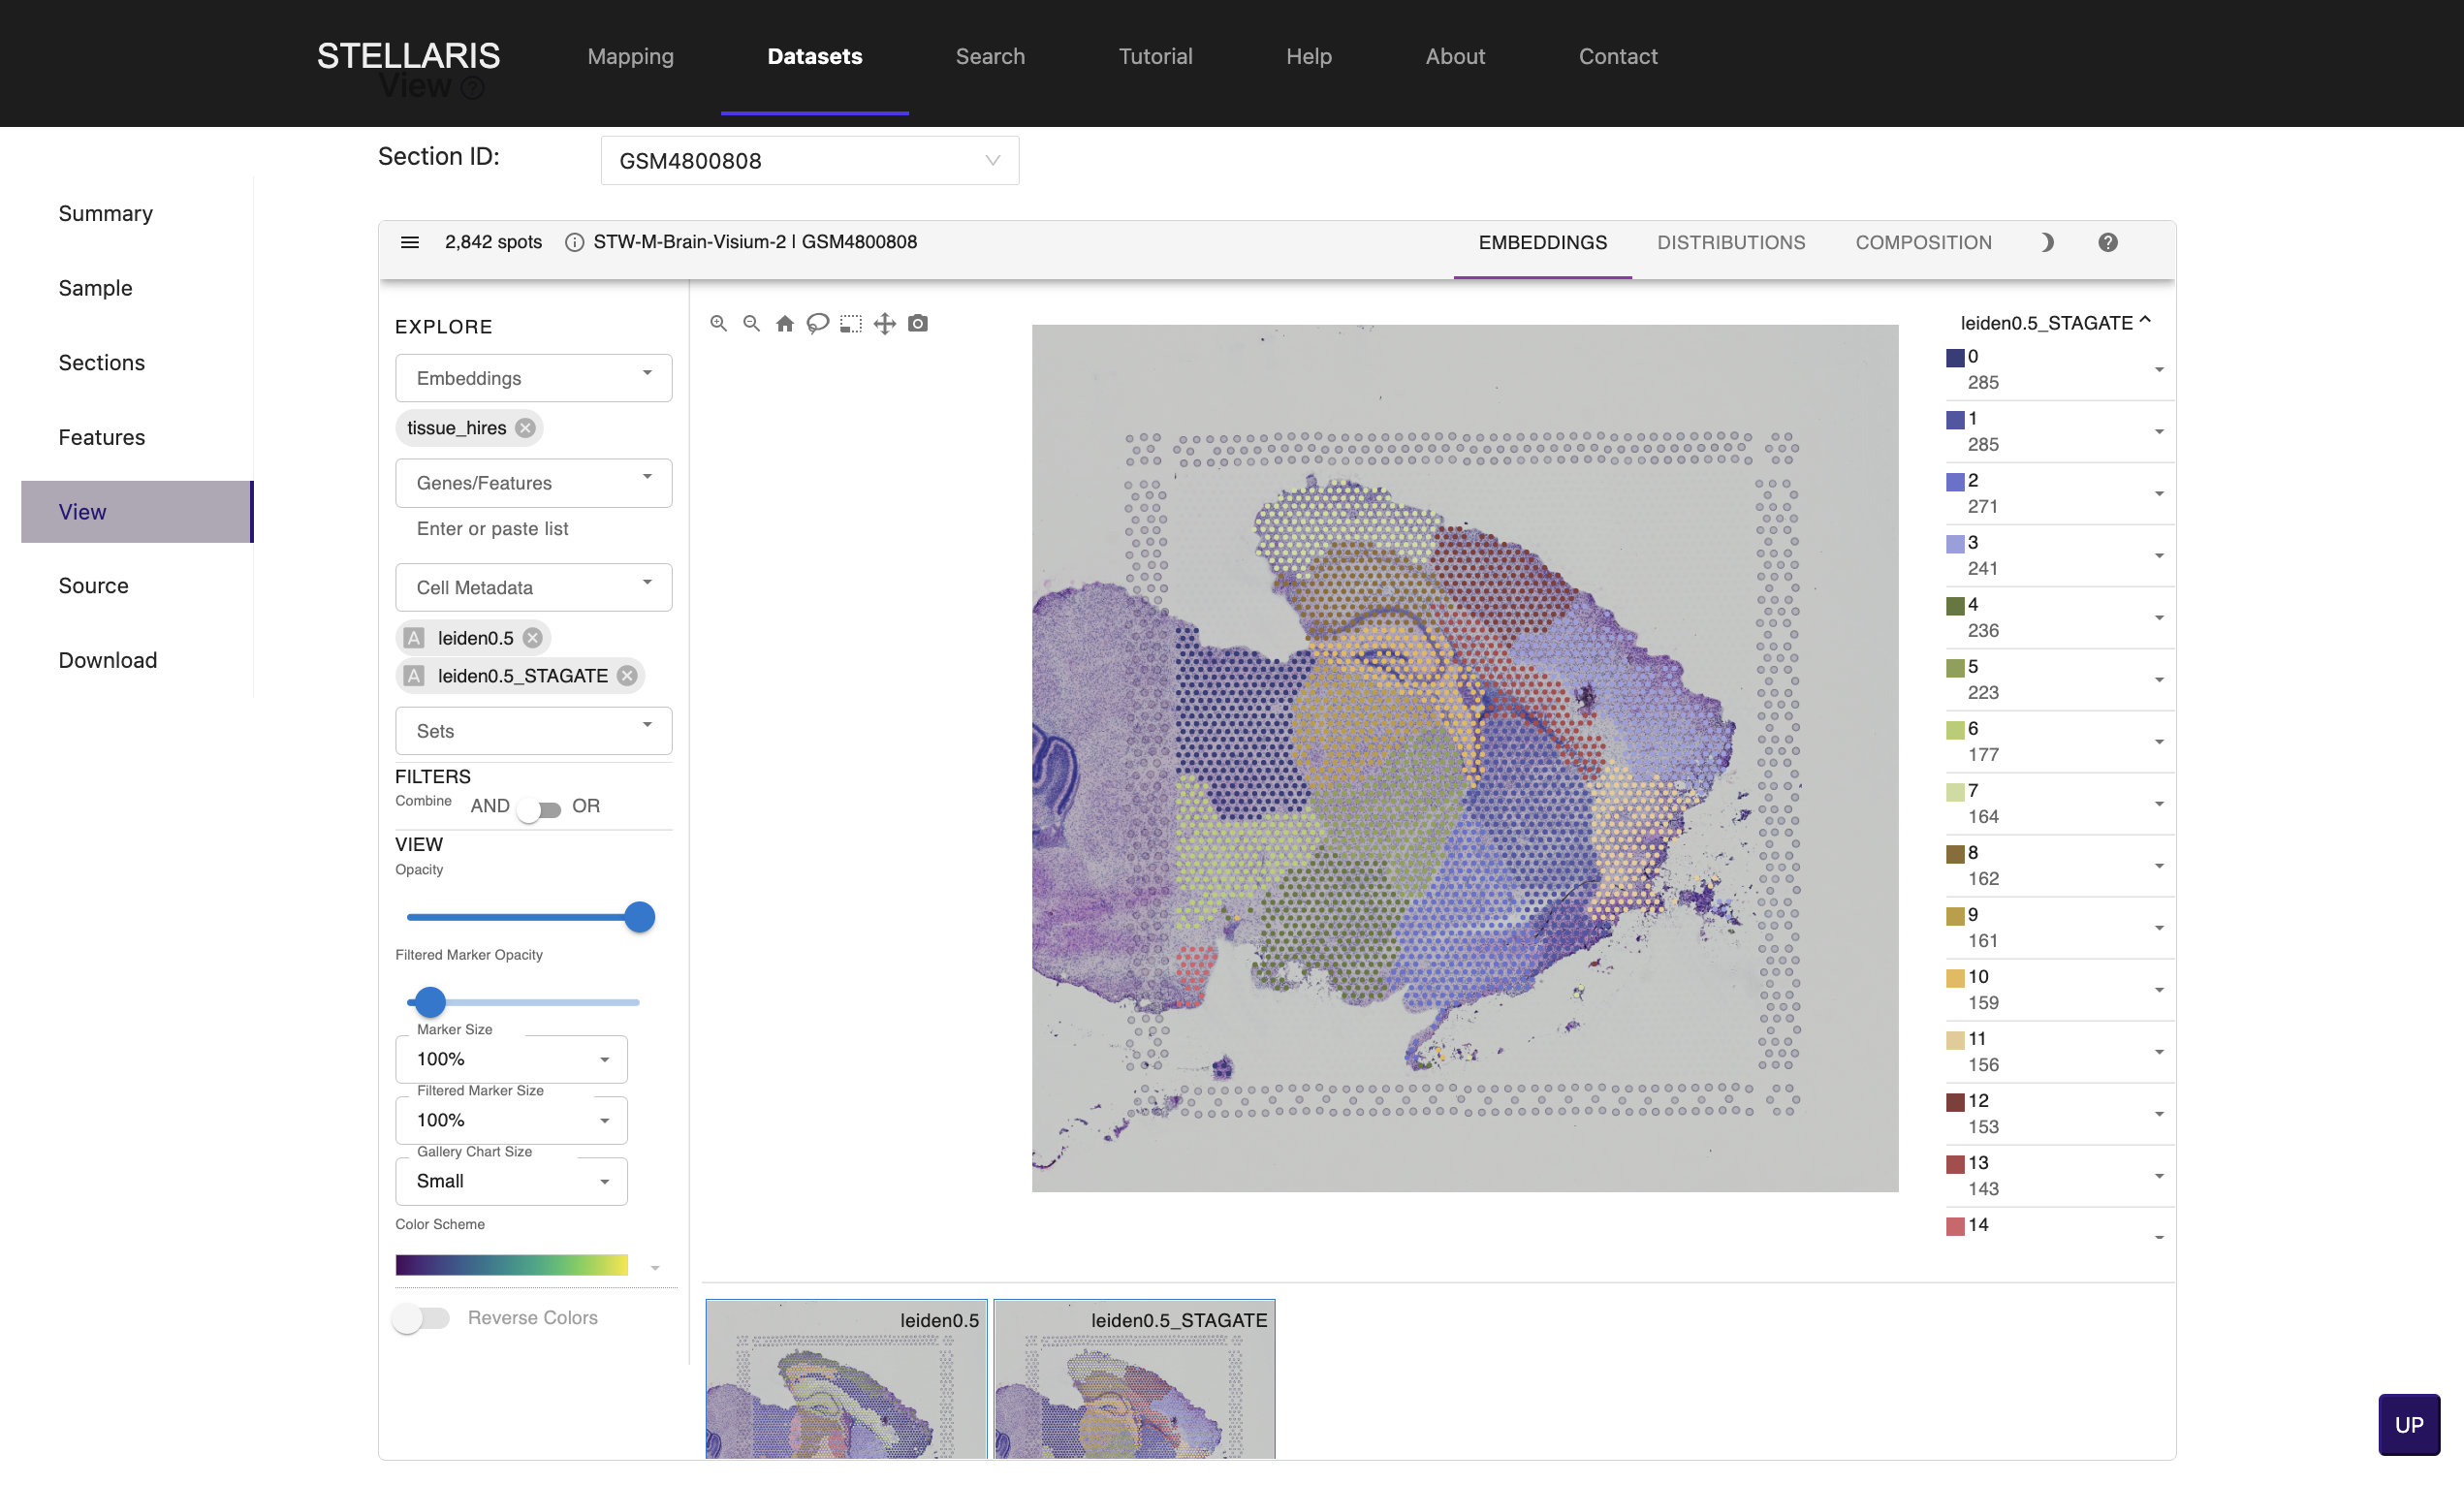 STELLARIS
Mapping
Datasets
Search
Tutorial
Help
About
Contact
View
Section ID:
GSM4800808
Summary
Sample
Sections
Features
View
Source
Download
2,842 spots
STW-M-Brain-Visium-2 | GSM4800808
EMBEDDINGS
DISTRIBUTIONS
COMPOSITION
EXPLORE
Embeddings
tissue_hires
Genes/Features
Enter or paste list
Cell Metadata
A leiden0.5
A leiden0.5_STAGATE
Sets
FILTERS
Combine AND OR
VIEW
Opacity
Filtered Marker Opacity
Marker Size
100%
Filtered Marker Size
100%
Gallery Chart Size
Small
Color Scheme
Reverse Colors
leiden0.5_STAGATE
0
285
1
285
2
271
3
241
4
236
5
223
6
177
7
164
8
162
9
161
10
159
11
156
12
153
13
143
14
leiden0.5
leiden0.5_STAGATE
UP